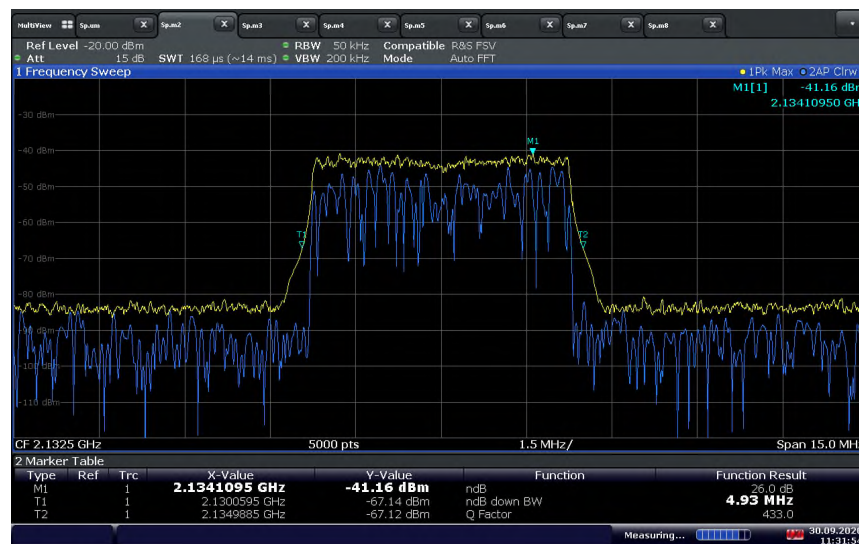 MultiView Sp.um X Sp.m2 X Sp.m3 X Sp.m4 X Sp.m5 X Sp.m6 X Sp.m7 X Sp.m8 X
Ref Level -20.00 dBm RBW 50 kHz Compatible R&S FSV
Att 15 dB SWT 168 µs (~14 ms) VBW 200 kHz Mode Auto FFT
1 Frequency Sweep 1Pk Max 2AP Clrw
M1[1] -41.16 dBm
2.13410950 GH
-30 dBm
M1
-40 dBm
-50 dBm
-60 dBm
T1 T2
-70 dBm
-80 dBm
-90 dBm
-100 dBm
-110 dBm
CF 2.1325 GHz 5000 pts 1.5 MHz/ Span 15.0 MH
2 Marker Table
Type Ref Trc X-Value Y-Value Function Function Result
M1 1 2.1341095 GHz -41.16 dBm ndB 26.0 dB
T1 1 2.1300595 GHz -67.14 dBm ndB down BW 4.93 MHz
T2 1 2.1349885 GHz -67.12 dBm Q Factor 433.0
Measuring... 30.09.202
11:31:5